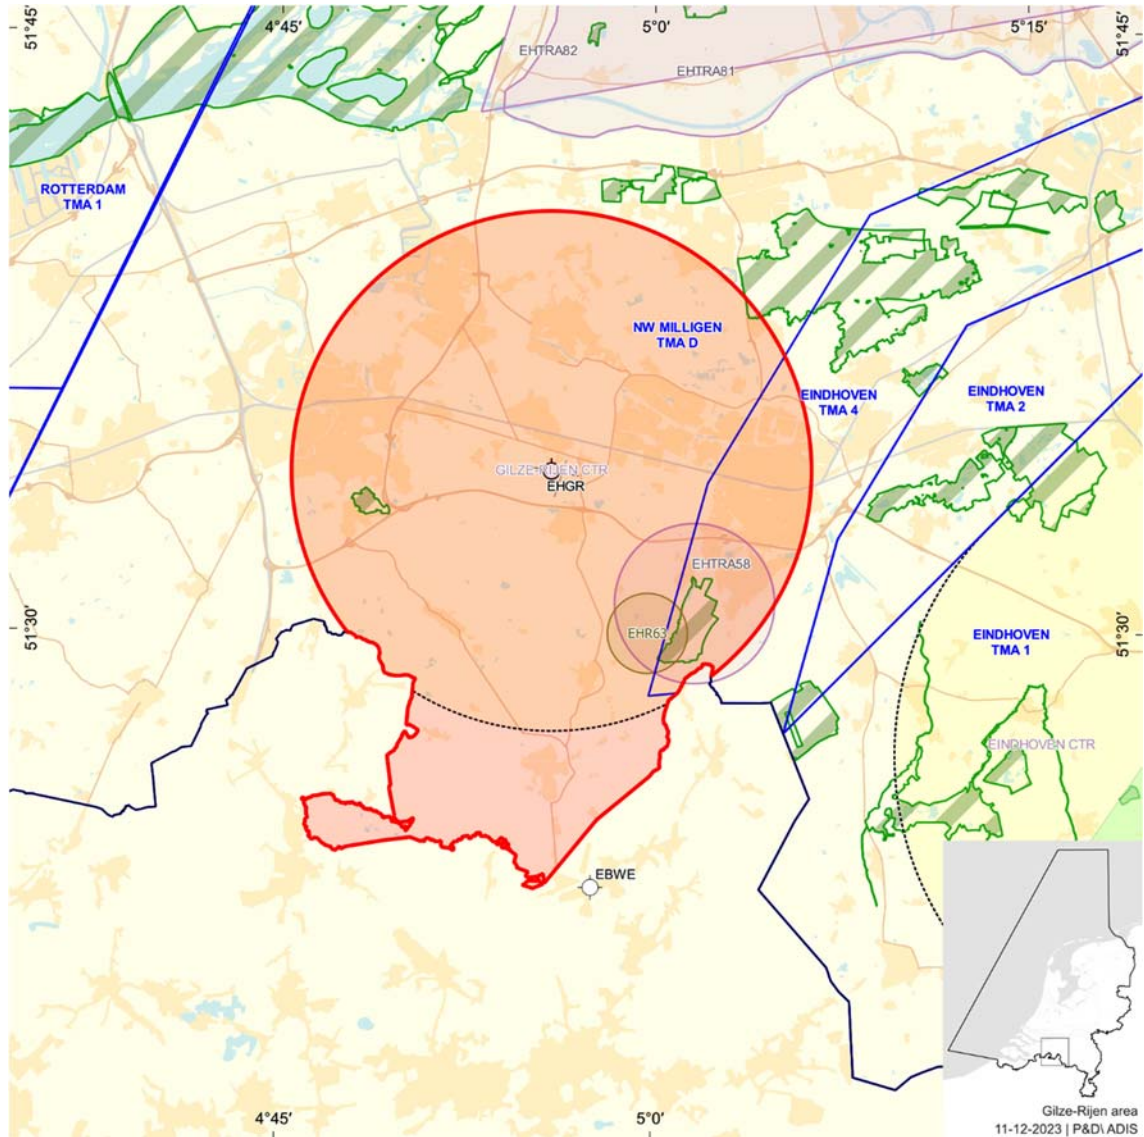 4°45'
5°0'
5°15'
51°45'
51°45'
EHTRA82
EHTRA81
ROTTERDAM
TMA 1
NW MILLIGEN
TMA D
EINDHOVEN
TMA 4
EINDHOVEN
TMA 2
GILZE-RIJEN CTR
EHGR
EHTRA58
EHR63
51°30'
51°30'
EINDHOVEN
TMA 1
EINDHOVEN CTR
EBWE
4°45'
5°0'
Gilze-Rijen area
11-12-2023 | P&D\ ADIS